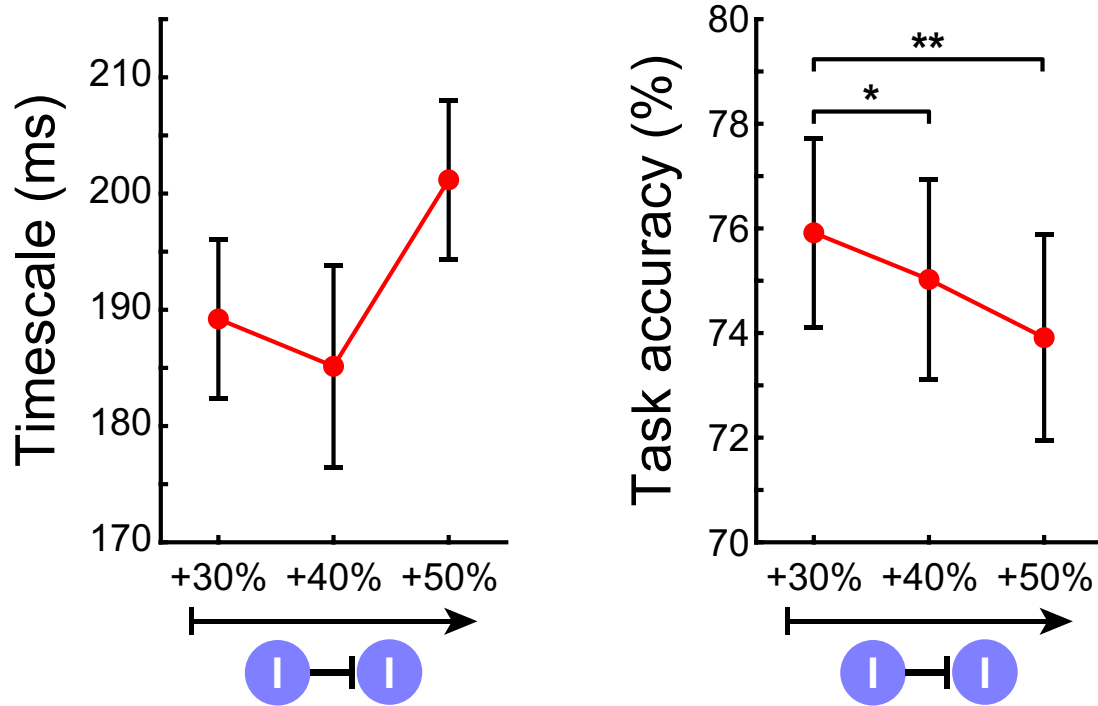 Timescale (ms)
210
200
190
180
170
+30% +40% +50%
I I
Task accuracy (%)
80
78
76
74
72
70
**
*
+30% +40% +50%
I I